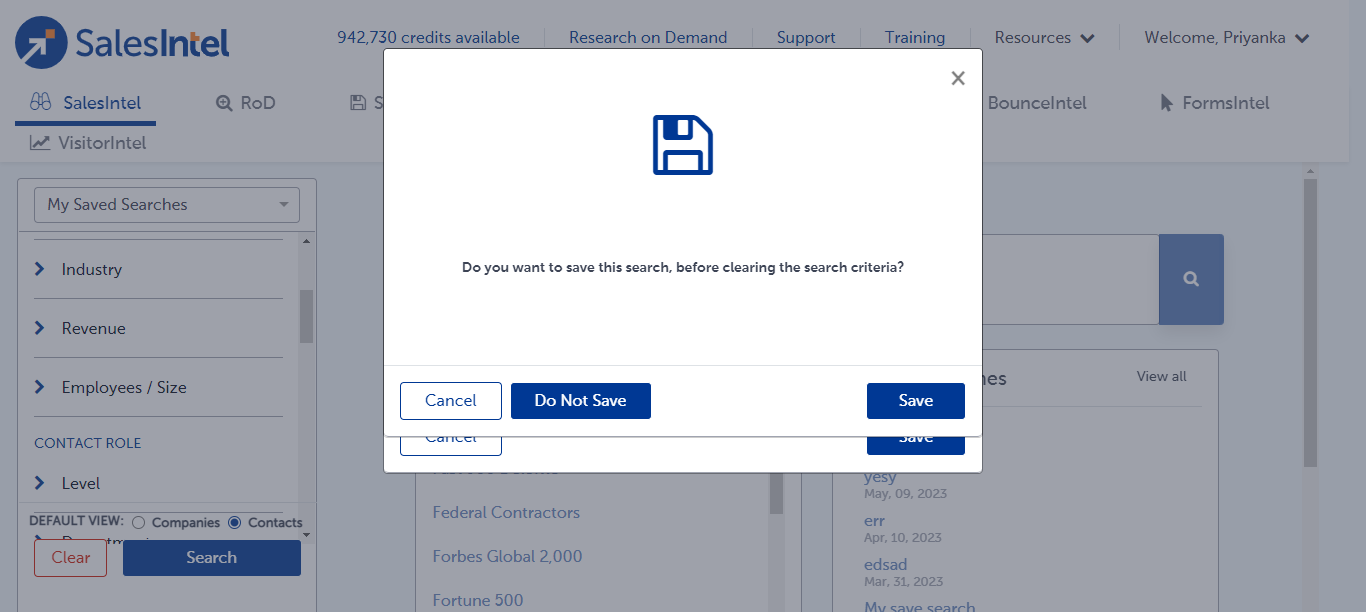 SalesIntel
942,730 credits available
Research on Demand
Support
Training
Resources
Welcome, Priyanka
SalesIntel
RoD
S
BounceIntel
FormsIntel
VisitorIntel
My Saved Searches
Industry
Revenue
Employees / Size
CONTACT ROLE
Level
DEFAULT VIEW: Companies Contacts
Clear
Search
Do you want to save this search, before clearing the search criteria?
Cancel
Do Not Save
Save
Cancel
Save
Federal Contractors
Forbes Global 2,000
Fortune 500
hes
View all
yesy
May, 09, 2023
err
Apr, 10, 2023
edsad
Mar, 31, 2023
My save search